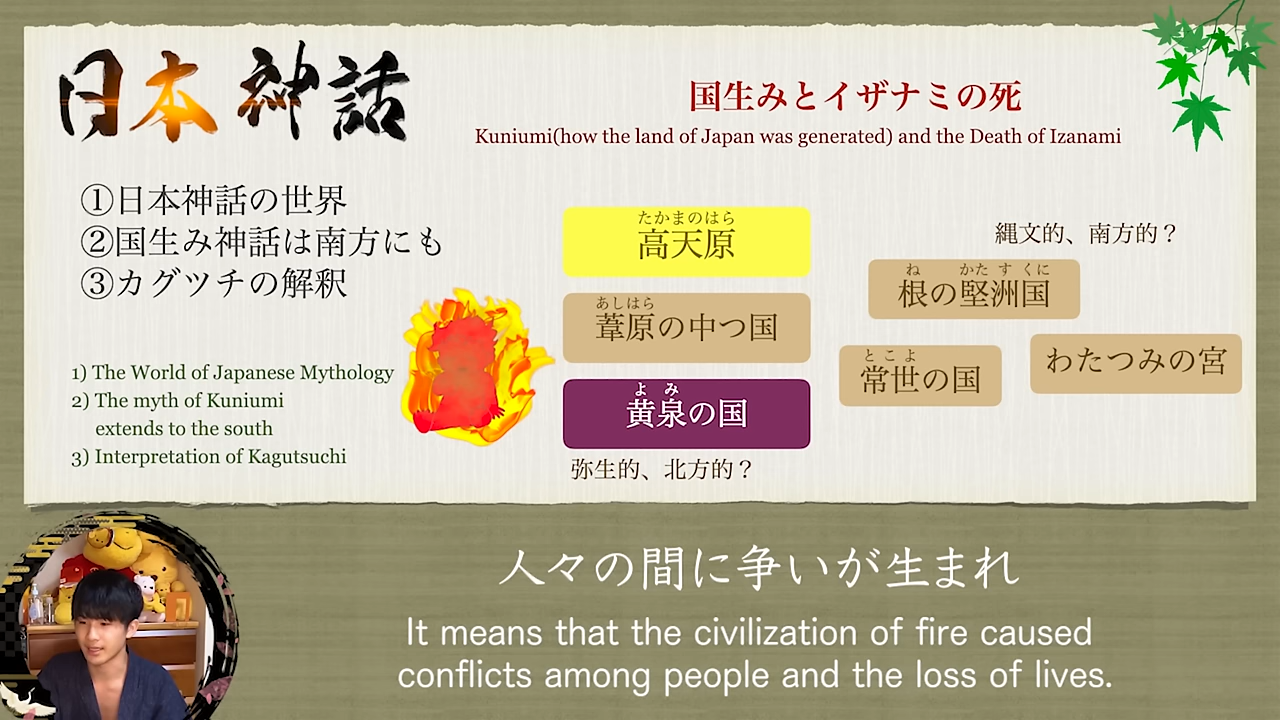 日本神話
国生みとイザナミの死
Kuniumi(how the land of Japan was generated) and the Death of Izanami
①日本神話の世界
②国生み神話は南方にも
③カグツチの解釈
1) The World of Japanese Mythology
2) The myth of Kuniumi
extends to the south
3) Interpretation of Kagutsuchi
たかまのはら
高天原
あしはら
葦原の中つ国
よみ
黄泉の国
弥生的、北方的？
縄文的、南方的？
ね かた す くに
根の堅洲国
とこよ
常世の国
わたつみの宮
人々の間に争いが生まれ
It means that the civilization of fire caused
conflicts among people and the loss of lives.